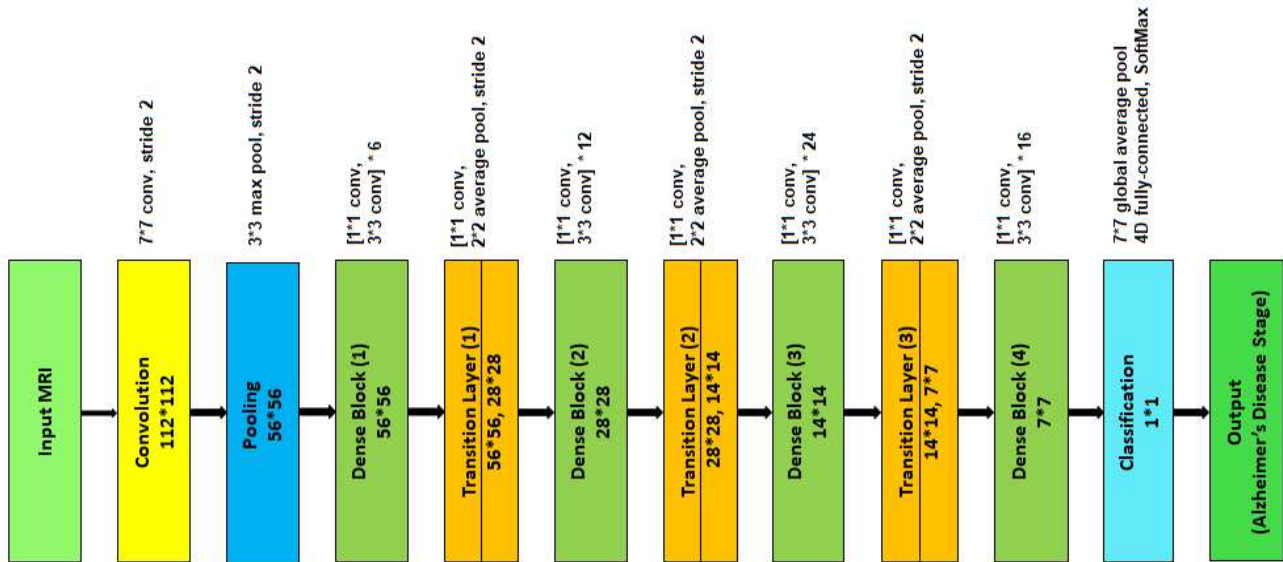 Input MRI
7*7 conv, stride 2
Convolution
112*112
3*3 max pool, stride 2
Pooling
56*56
[1*1 conv,
3*3 conv] * 6
Dense Block (1)
56*56
[1*1 conv,
2*2 average pool, stride 2
Transition Layer (1)
56*56, 28*28
[1*1 conv,
3*3 conv] * 12
Dense Block (2)
28*28
[1*1 conv,
2*2 average pool, stride 2
Transition Layer (2)
28*28, 14*14
[1*1 conv,
3*3 conv] * 24
Dense Block (3)
14*14
[1*1 conv,
2*2 average pool, stride 2
Transition Layer (3)
14*14, 7*7
[1*1 conv,
3*3 conv] * 16
Dense Block (4)
7*7
7*7 global average pool
4D fully-connected, SoftMax
Classification
1*1
Output
(Alzheimer's Disease Stage)